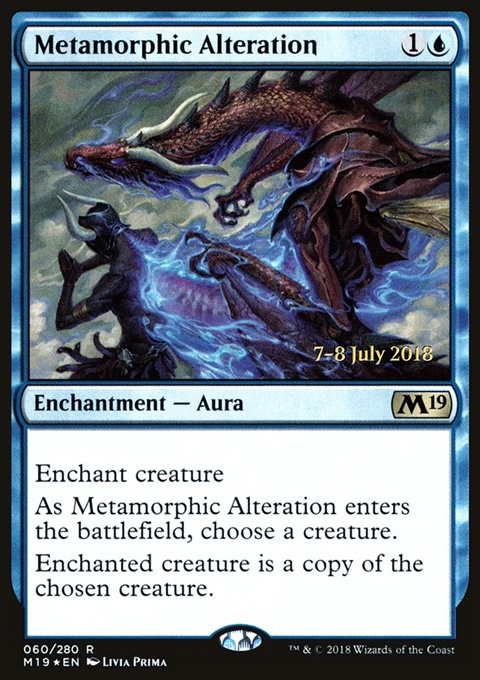 Metamorphic Alteration 1
7-8 July 2018
Enchantment — Aura M19
Enchant creature
As Metamorphic Alteration enters
the battlefield, choose a creature.
Enchanted creature is a copy of the
chosen creature.
060/280 R
M19★EN Livia Prima
™ & © 2018 Wizards of the Coast